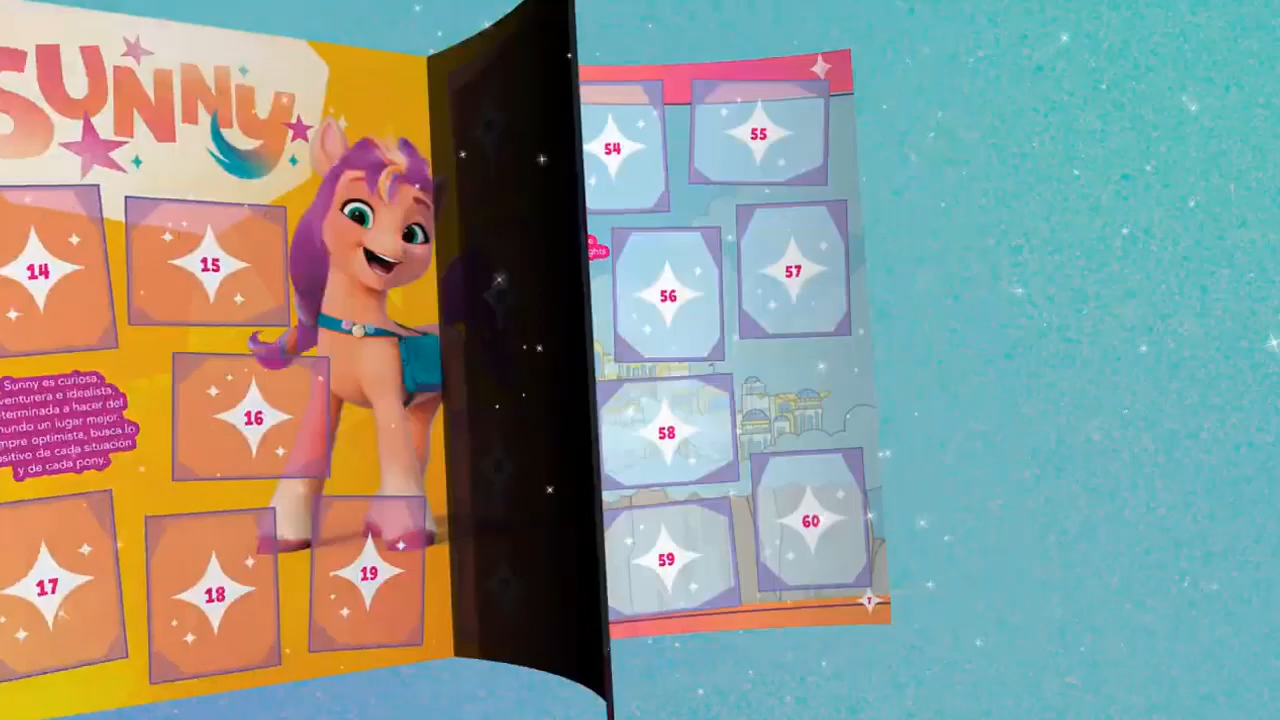 SUNNY
14
15
16
Sunny es curiosa,
aventurera e idealista,
determinada a hacer del
mundo un lugar mejor.
Siempre optimista, busca lo
positivo de cada situación
y de cada pony.
17
18
19
54
55
56
57
58
59
60
7